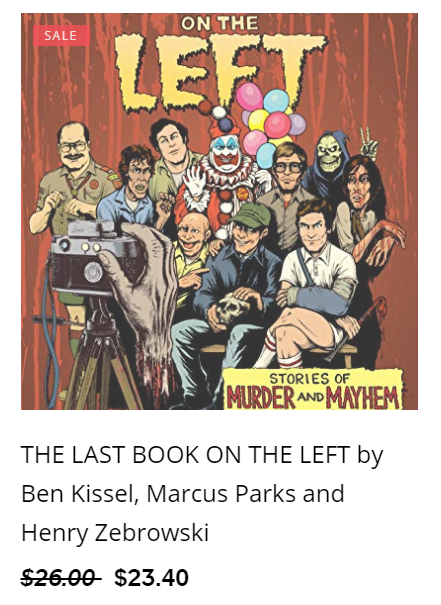 ON THE
SALE
LEFT
STORIES OF
MURDER AND MAYHEM
THE LAST BOOK ON THE LEFT by
Ben Kissel, Marcus Parks and
Henry Zebrowski
$26.00 $23.40